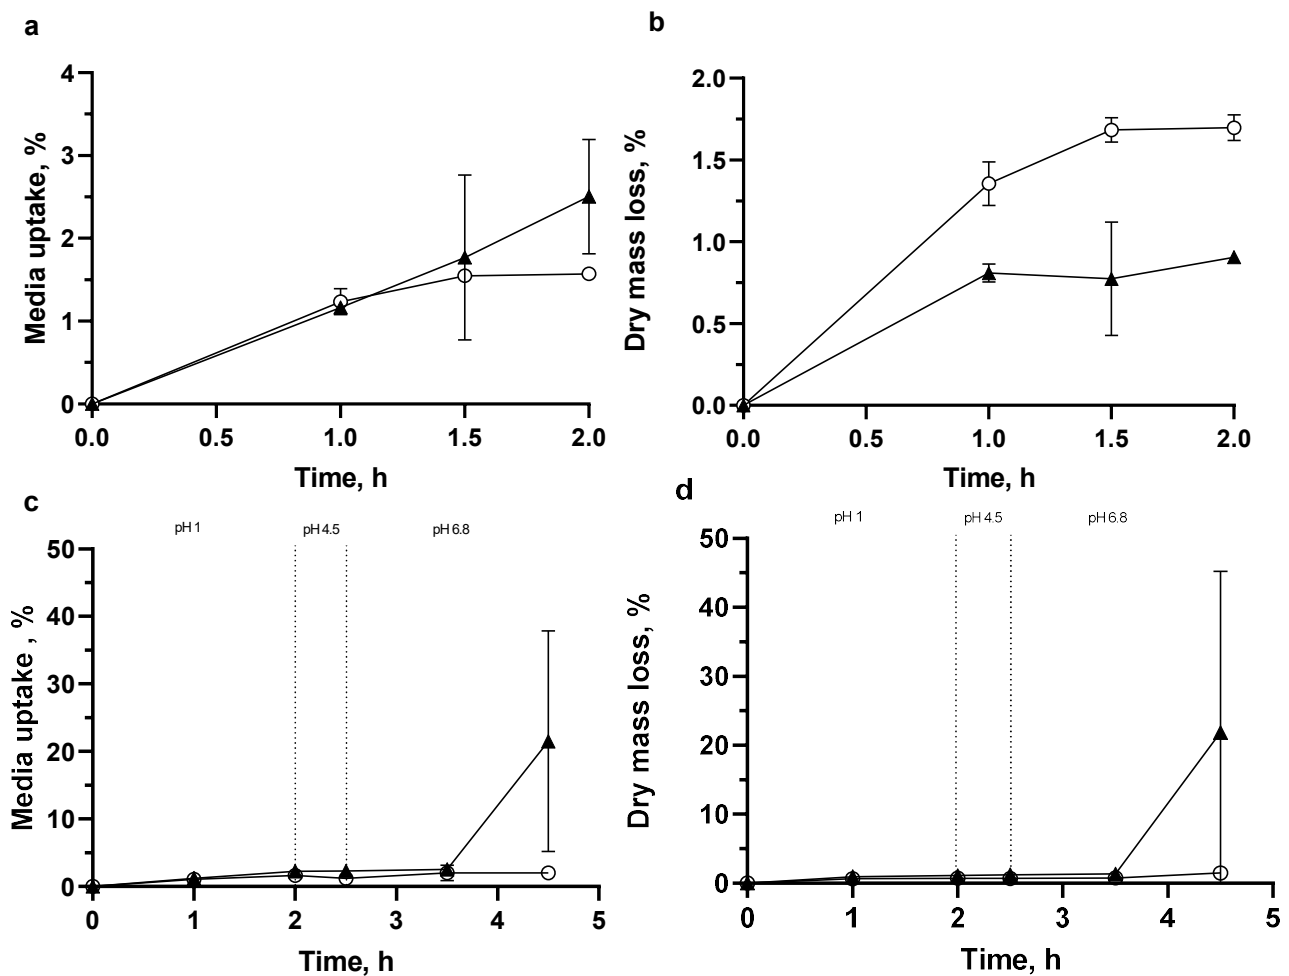 a
b
4
3
2
1
0
Media uptake, %
0.0
0.5
1.0
1.5
2.0
Time, h
2.0
1.5
1.0
0.5
0.0
Dry mass loss, %
0.0
0.5
1.0
1.5
2.0
Time, h
c
d
pH 1
pH 4.5
pH 6.8
50
40
30
20
10
0
Media uptake , %
0
1
2
3
4
5
Time, h
pH 1
pH 4.5
pH 6.8
50
40
30
20
10
0
Dry mass loss, %
0
1
2
3
4
5
Time, h